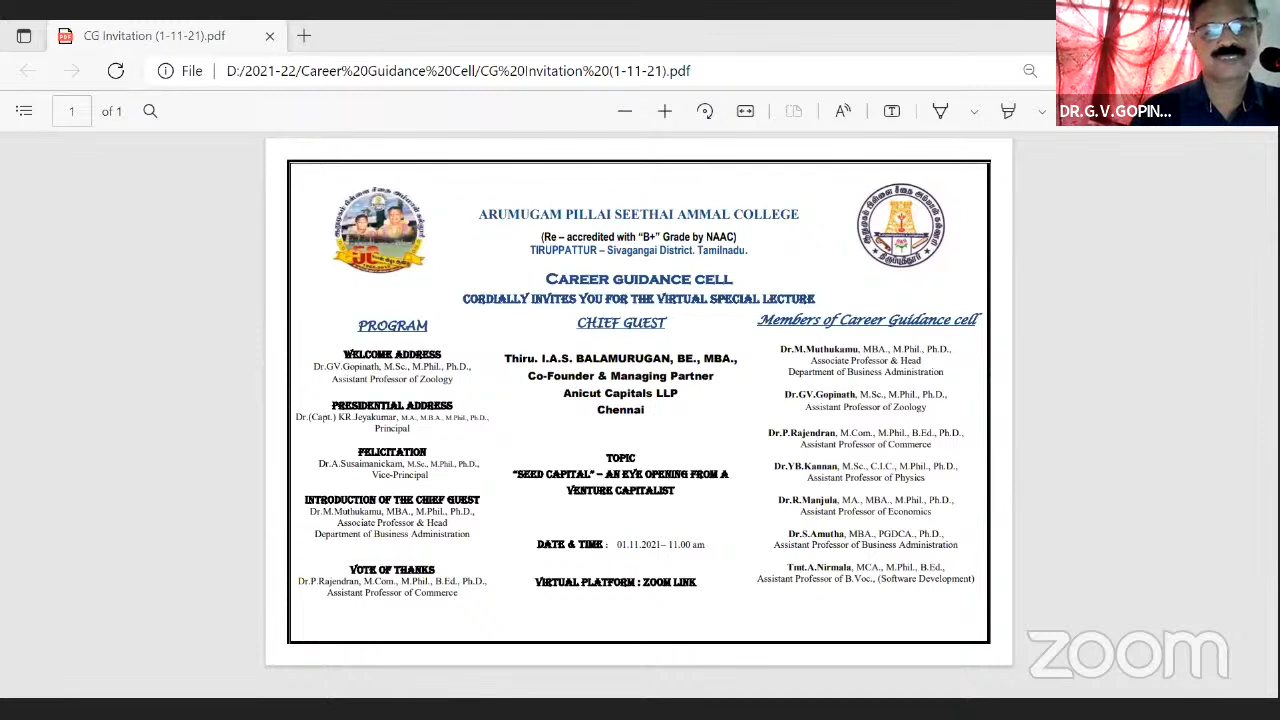 CG Invitation (1-11-21).pdf
File
D:/2021-22/Career%20Guidance%20Cell/CG%20Invitation%20(1-11-21).pdf
1 of 1
DR.G.V.GOPIN...
ARUMUGAM PILLAI SEETHAI AMMAL COLLEGE
(Re – accredited with “B+” Grade by NAAC)
TIRUPPATTUR – Sivagangai District. Tamilnadu.
CAREER GUIDANCE CELL
CORDIALLY INVITES YOU FOR THE VIRTUAL SPECIAL LECTURE
PROGRAM
WELCOME ADDRESS
Dr.GV.Gopinath, M.Sc., M.Phil., Ph.D.,
Assistant Professor of Zoology
PRESIDENTIAL ADDRESS
Dr.(Capt.) KR.Jeyakumar, M.A., M.B.A., M.Phil., Ph.D.,
Principal
FELICITATION
Dr.A.Susaimanickam, M.Sc., M.Phil., Ph.D.,
Vice-Principal
INTRODUCTION OF THE CHIEF GUEST
Dr.M.Muthukamu, MBA., M.Phil., Ph.D.,
Associate Professor & Head
Department of Business Administration
VOTE OF THANKS
Dr.P.Rajendran, M.Com., M.Phil., B.Ed., Ph.D.,
Assistant Professor of Commerce
CHIEF GUEST
Thiru. I.A.S. BALAMURUGAN, BE., MBA.,
Co-Founder & Managing Partner
Anicut Capitals LLP
Chennai
TOPIC
“SEED CAPITAL” – AN EYE OPENING FROM A
VENTURE CAPITALIST
DATE & TIME : 01.11.2021– 11.00 am
VIRTUAL PLATFORM : ZOOM LINK
Members of Career Guidance cell
Dr.M.Muthukamu, MBA., M.Phil., Ph.D.,
Associate Professor & Head
Department of Business Administration
Dr.GV.Gopinath, M.Sc., M.Phil., Ph.D.,
Assistant Professor of Zoology
Dr.P.Rajendran, M.Com., M.Phil., B.Ed., Ph.D.,
Assistant Professor of Commerce
Dr.YB.Kannan, M.Sc., C.I.C., M.Phil., Ph.D.,
Assistant Professor of Physics
Dr.R.Manjula, MA., MBA., M.Phil., Ph.D.,
Assistant Professor of Economics
Dr.S.Amutha, MBA., PGDCA., Ph.D.,
Assistant Professor of Business Administration
Tmt.A.Nirmala, MCA., M.Phil., B.Ed.,
Assistant Professor of B.Voc., (Software Development)
zoom